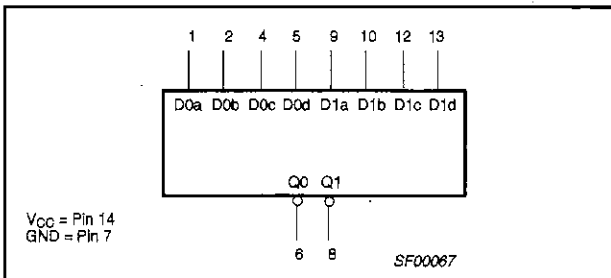 1 2 4 5 9 10 12 13
D0a D0b D0c D0d D1a D1b D1c D1d
Q0 Q1
VCC = Pin 14
GND = Pin 7
6 8
SF00067